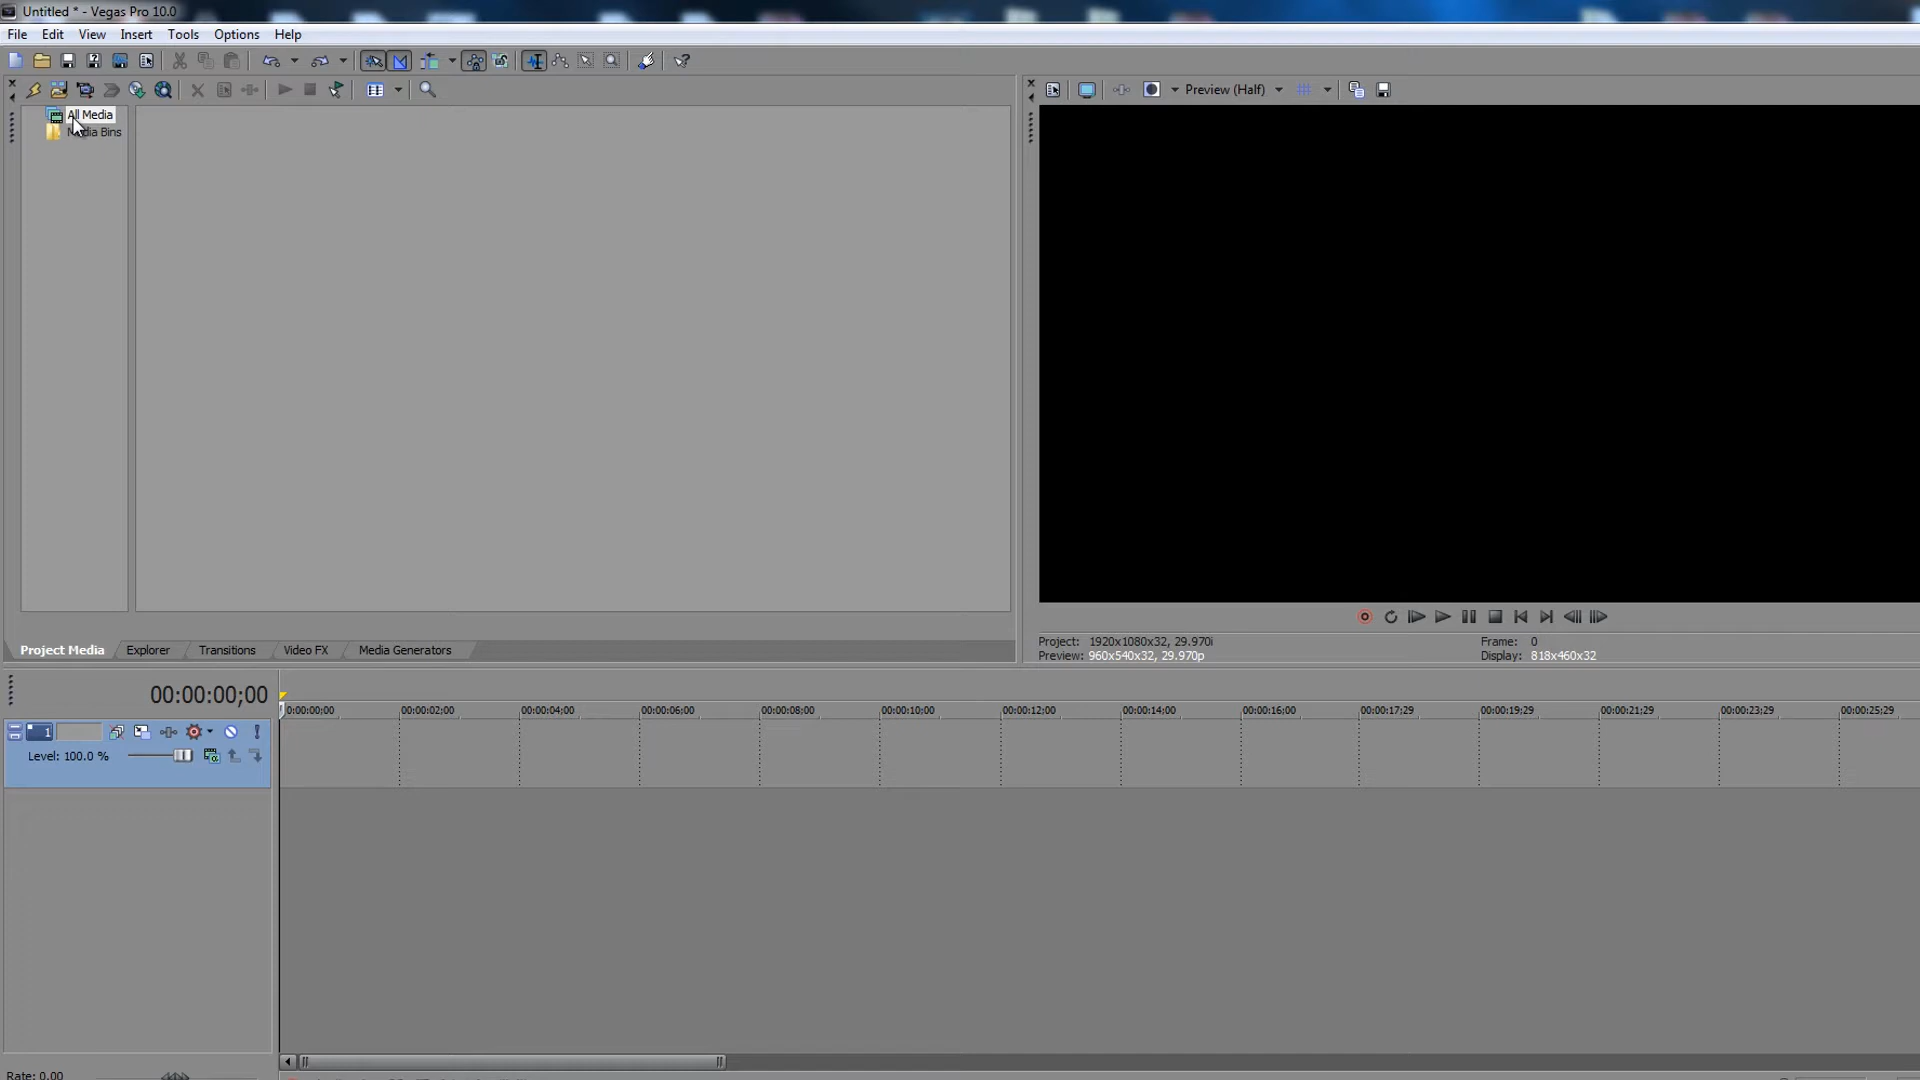 Untitled * - Vegas Pro 10.0
File Edit View Insert Tools Options Help
Preview (Half)
All Media
Media Bins
Project Media Explorer Transitions Video FX Media Generators
Project: 1920x1080x32, 29.970i Frame: 0
Preview: 960x540x32, 29.970p Display: 818x460x32
00:00:00;00
0:00:00;00 00:00:02;00 00:00:04;00 00:00:06;00 00:00:08;00 00:00:10;00 00:00:12;00 00:00:14;00 00:00:16;00 00:00:17;29 00:00:19;29 00:00:21;29 00:00:23;29 00:00:25;29
1
Level: 100.0 %
Rate: 0.00